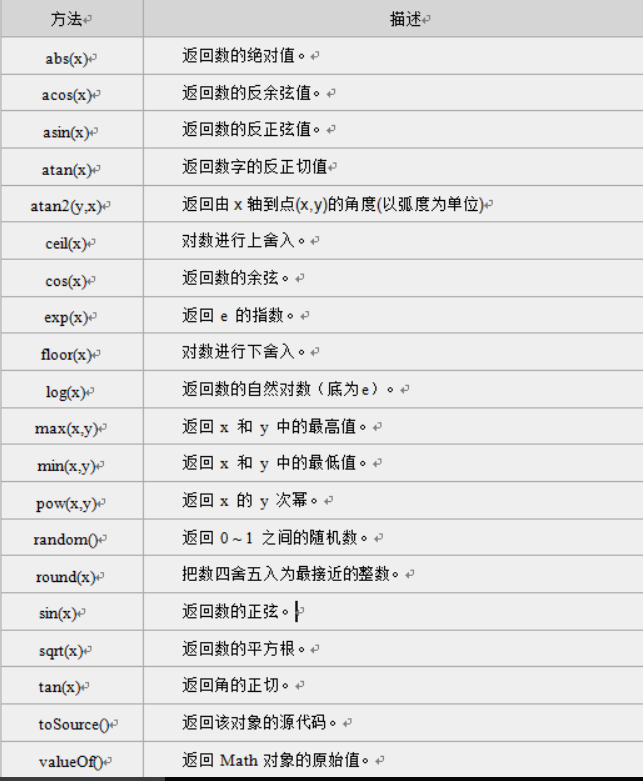 方法 描述
abs(x) 返回数的绝对值。
acos(x) 返回数的反余弦值。
asin(x) 返回数的反正弦值。
atan(x) 返回数字的反正切值
atan2(y,x) 返回由 x 轴到点(x,y)的角度(以弧度为单位)
ceil(x) 对数进行上舍入。
cos(x) 返回数的余弦。
exp(x) 返回 e 的指数。
floor(x) 对数进行下舍入。
log(x) 返回数的自然对数（底为e）。
max(x,y) 返回 x 和 y 中的最高值。
min(x,y) 返回 x 和 y 中的最低值。
pow(x,y) 返回 x 的 y 次幂。
random() 返回 0 ~ 1 之间的随机数。
round(x) 把数四舍五入为最接近的整数。
sin(x) 返回数的正弦。
sqrt(x) 返回数的平方根。
tan(x) 返回角的正切。
toSource() 返回该对象的源代码。
valueOf() 返回 Math 对象的原始值。